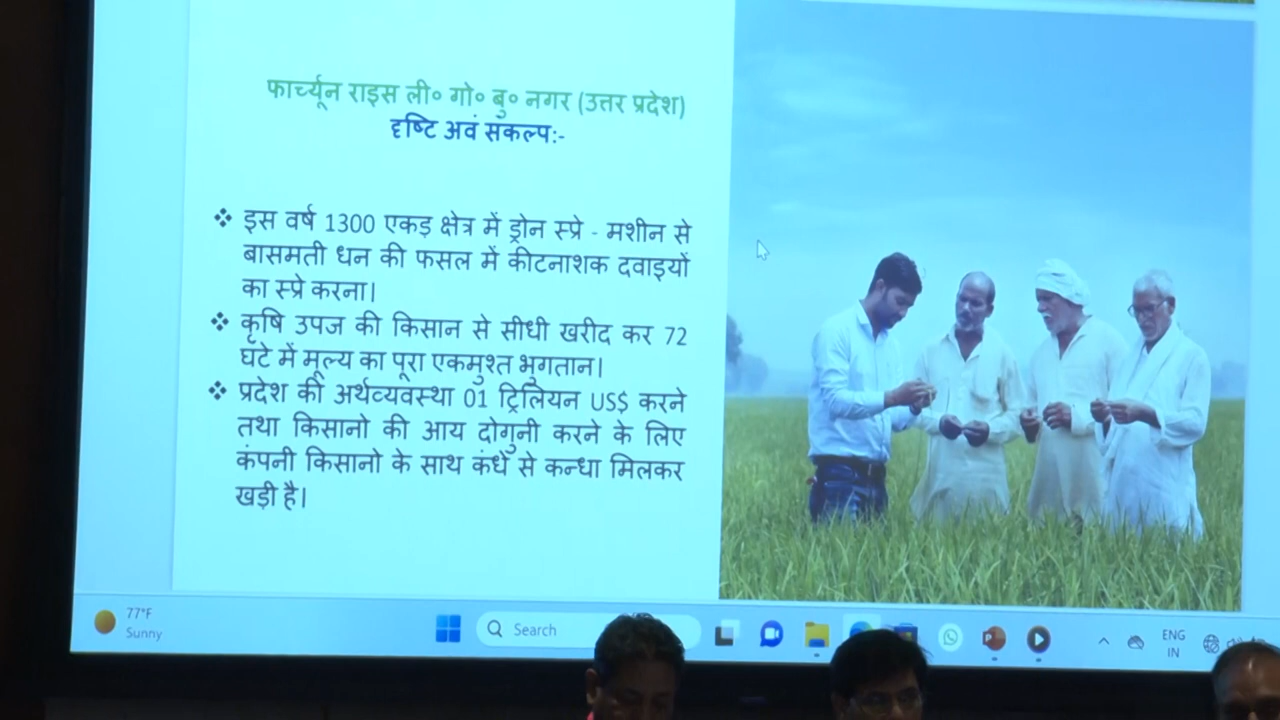 फार्च्यून राइस ली० गो० बु० नगर (उत्तर प्रदेश)
दृष्टि अवं संकल्प:-
❖ इस वर्ष 1300 एकड़ क्षेत्र में ड्रोन स्प्रे - मशीन से
बासमती धन की फसल में कीटनाशक दवाइयों
का स्प्रे करना।
❖ कृषि उपज की किसान से सीधी खरीद कर 72
घंटे में मूल्य का पूरा एकमुश्त भुगतान।
❖ प्रदेश की अर्थव्यवस्था 01 ट्रिलियन US$ करने
तथा किसानो की आय दोगुनी करने के लिए
कंपनी किसानो के साथ कंधे से कन्धा मिलकर
खड़ी है।
77°F
Sunny
Search
ENG
IN